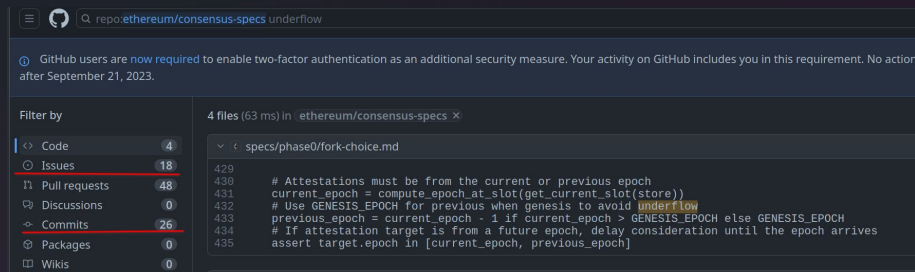 repo:ethereum/consensus-specs underflow
GitHub users are now required to enable two-factor authentication as an additional security measure. Your activity on GitHub includes you in this requirement. No action
after September 21, 2023.
Filter by
4 files (63 ms) in ethereum/consensus-specs ×
Code 4
Issues 18
Pull requests 48
Discussions 0
Commits 26
Packages 0
Wikis 0
specs/phase0/fork-choice.md
429
430 # Attestations must be from the current or previous epoch
431 current_epoch = compute_epoch_at_slot(get_current_slot(store))
432 # Use GENESIS_EPOCH for previous when genesis to avoid underflow
433 previous_epoch = current_epoch - 1 if current_epoch > GENESIS_EPOCH else GENESIS_EPOCH
434 # If attestation target is from a future epoch, delay consideration until the epoch arrives
435 assert target.epoch in [current_epoch, previous_epoch]